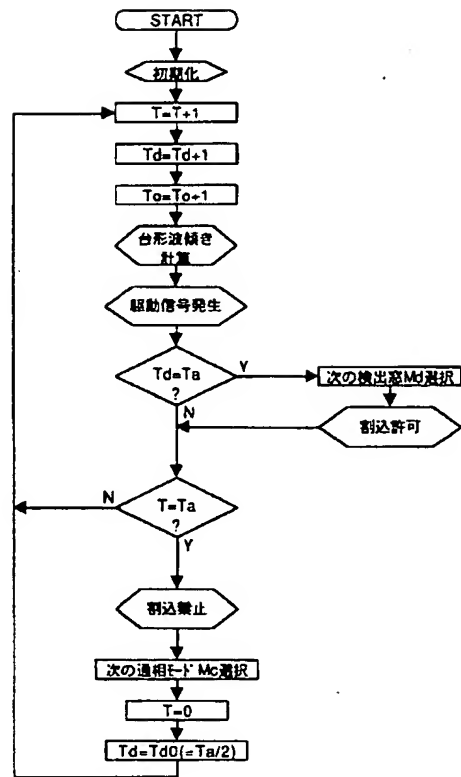 START
初期化
T=T+1
Td=Td+1
To=To+1
台形波傾き
計算
駆動信号発生
Td=Ta
?
Y
次の検出窓Md選択
N
割込許可
N
T=Ta
?
Y
割込禁止
次の通相モード Mc選択
T=0
Td=Td0(=Ta/2)